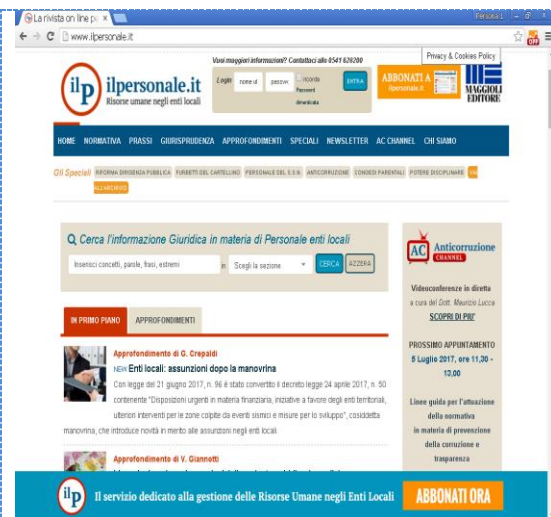 La rivista on line pe
Persona L
www.ilpersonale.it
Privacy & Cookies Policy
Vuoi maggiori informazioni? Contattaci allo 0541 628200
ilp ilpersonale.it
Risorse umane negli enti locali
Login nome ut passwo ricorda ENTRA
Password
dimenticata
ABBONATI A
ilpersonale.it
MAGGIOLI
EDITORE
HOME NORMATIVA PRASSI GIURISPRUDENZA APPROFONDIMENTI SPECIALI NEWSLETTER AC CHANNEL CHI SIAMO
Gli Speciali RIFORMA DIRIGENZA PUBBLICA FURBETTI DEL CARTELLINO PERSONALE DEL S.S.N. ANTICORRUZIONE CONGEDI PARENTALI POTERE DISCIPLINARE VAI
ALL'ARCHIVIO
Cerca l'informazione Giuridica in materia di Personale enti locali
Inserisci concetti, parole, frasi, estremi in Scegli la sezione CERCA AZZERA
IN PRIMO PIANO APPROFONDIMENTI
Approfondimento di G. Crepaldi
NEW Enti locali: assunzioni dopo la manovrina
Con legge del 21 giugno 2017, n. 96 è stato convertito il decreto legge 24 aprile 2017, n. 50
contenente "Disposizioni urgenti in materia finanziaria, iniziative a favore degli enti territoriali,
ulteriori interventi per le zone colpite da eventi sismici e misure per lo sviluppo", cosiddetta
manovrina, che introduce novità in merito alle assunzioni negli enti locali.
Approfondimento di V. Giannotti
AC Anticorruzione
CHANNEL
Videoconferenze in diretta
a cura del Dott. Maurizio Lucca
SCOPRI DI PIU'
PROSSIMO APPUNTAMENTO
5 Luglio 2017, ore 11,30 -
13,00
Linee guida per l'attuazione
della normativa
in materia di prevenzione
della corruzione e
trasparenza
ilp Il servizio dedicato alla gestione delle Risorse Umane negli Enti Locali ABBONATI ORA